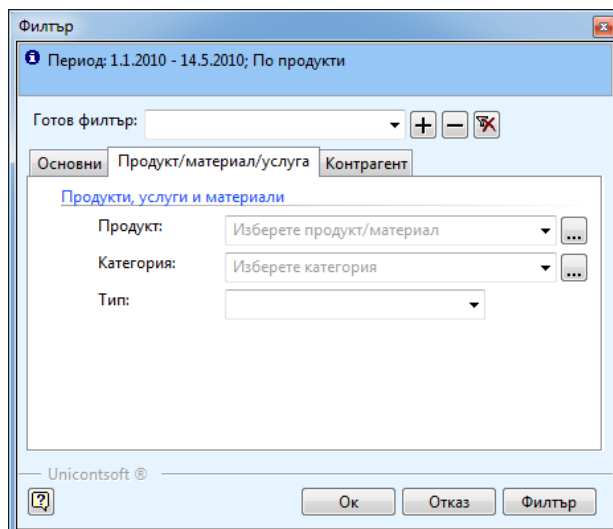 Филтър
Период: 1.1.2010 - 14.5.2010; По продукти
Готов филтър:
Основни Продукт/материал/услуга Контрагент
Продукти, услуги и материали
Продукт: Изберете продукт/материал ...
Категория: Изберете категория ...
Тип:
Unicontsoft ®
Ок Отказ Филтър